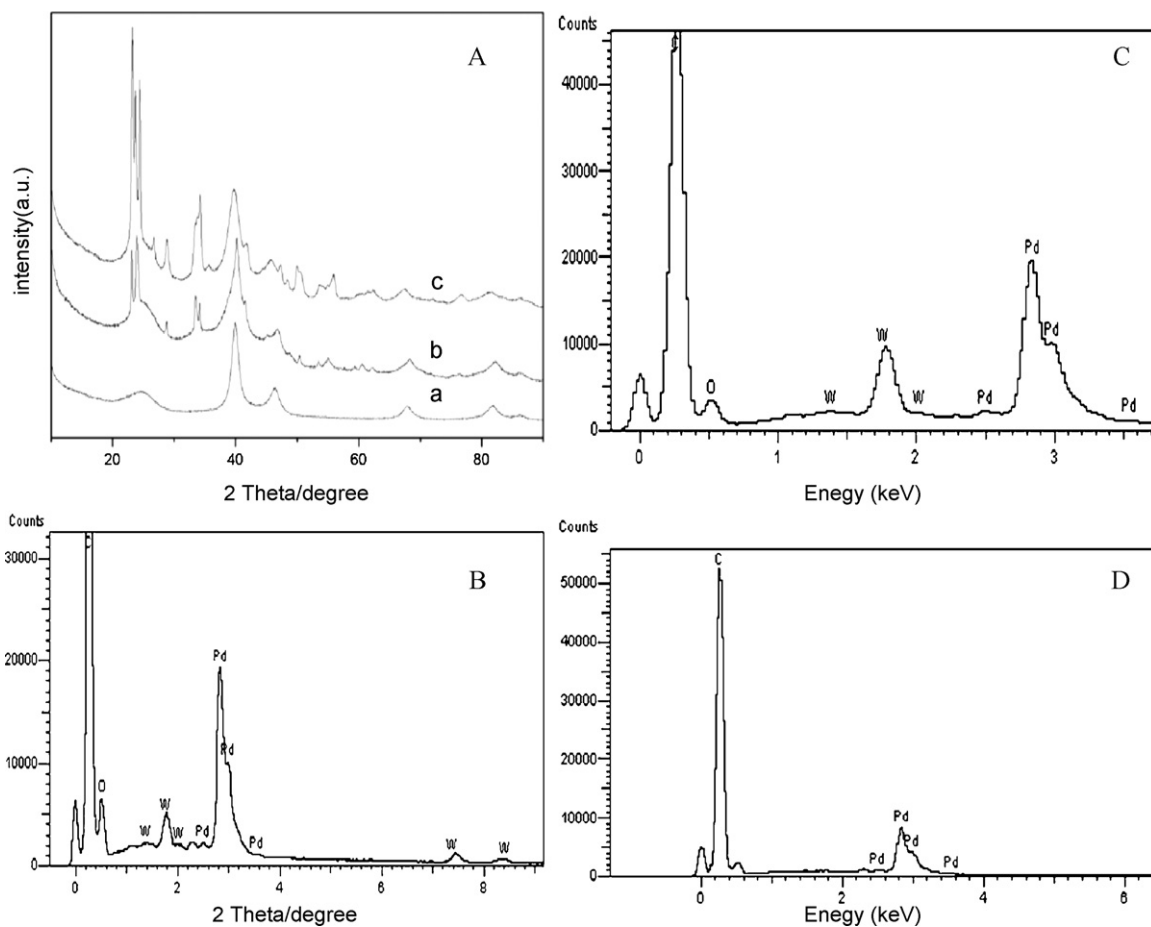 A
intensity(a.u.)
c
b
a
20 40 60 80
2 Theta/degree
Counts
C
40000
30000
20000
10000
0
C
O
W
W
W
Pd
Pd
Pd
Pd
0 1 2 3
Enegy (keV)
Counts
B
30000
20000
10000
0
O
W
W
W
Pd
Pd
Pd
Pd
W
W
0 2 4 6 8
2 Theta/degree
Counts
D
50000
40000
30000
20000
10000
0
C
Pd
Pd
Pd
Pd
0 2 4 6
Enegy (keV)